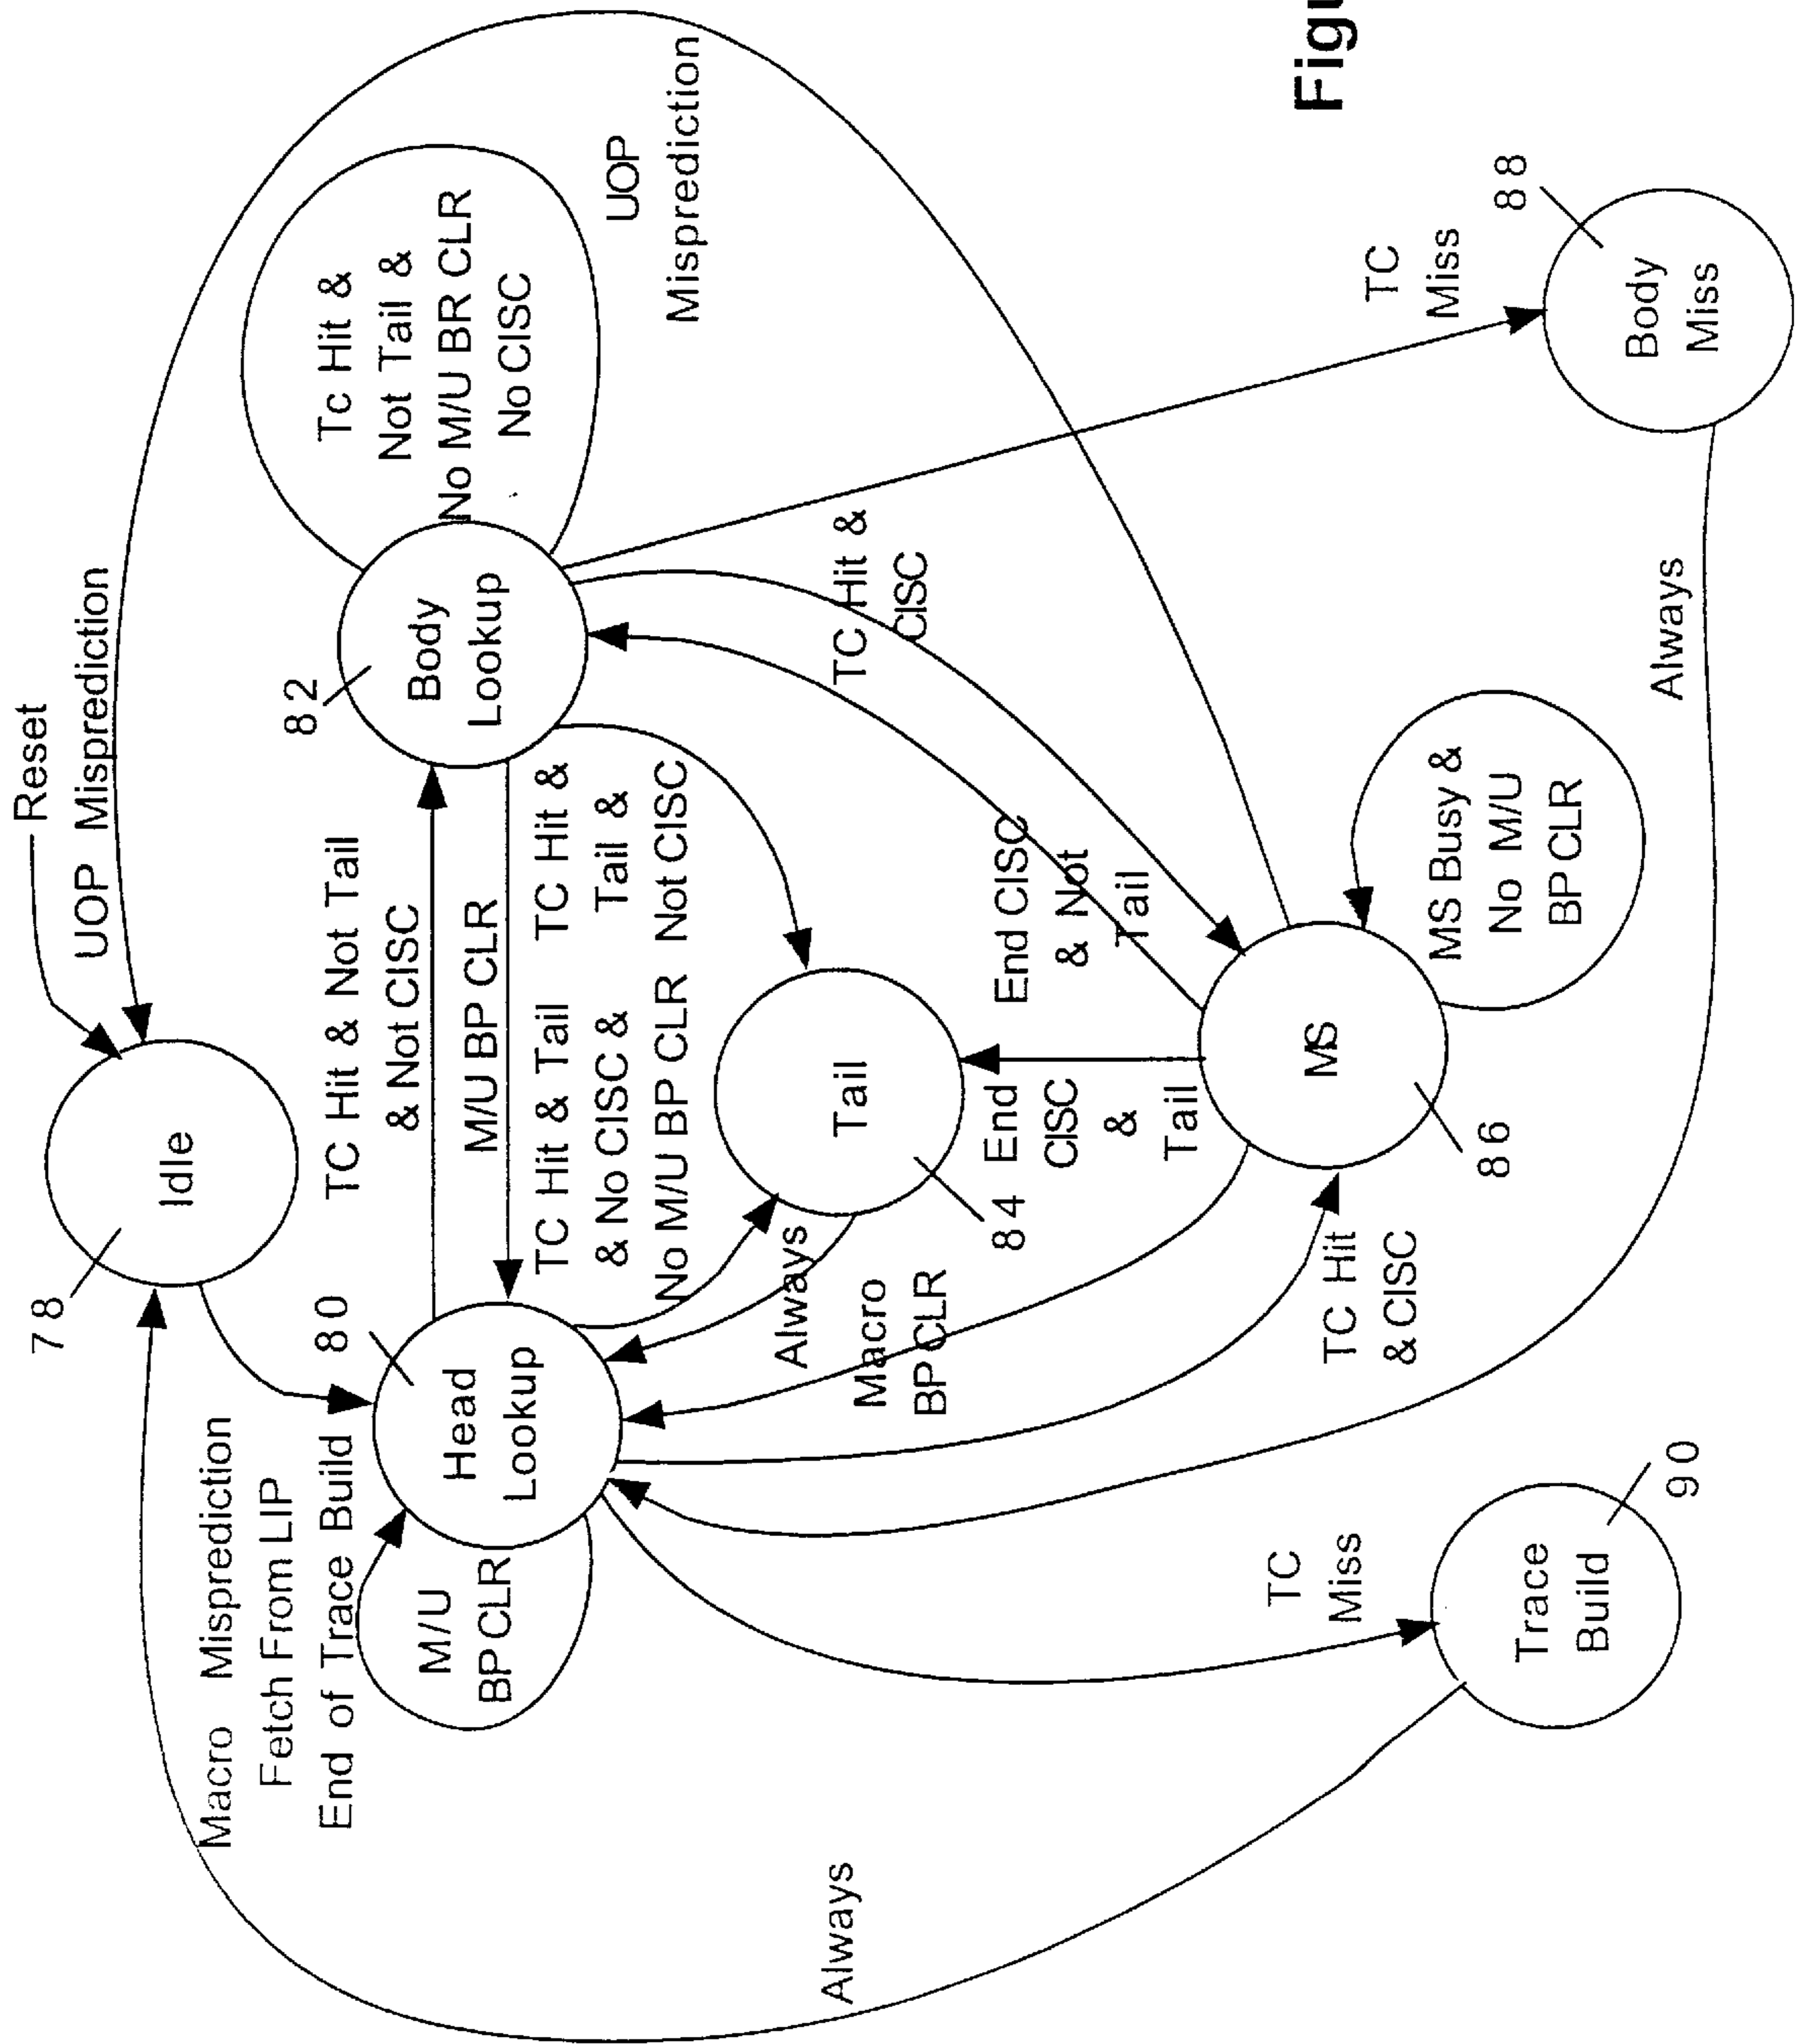 Reset
UOP Misprediction
78
Idle
Macro Misprediction
Fetch From LIP
End of Trace Build
80
Head
Lookup
M/U
BP CLR
TC Hit & Not Tail
& Not CISC
M/U BP CLR
82
Body
Lookup
Tc Hit &
Not Tail &
No M/U BR CLR
No CISC
UOP
Misprediction
TC Hit & Tail
& No CISC &
No M/U BP CLR
TC Hit &
Tail &
Not CISC
Tail
84
Always
Macro
BP CLR
End
CISC
&
Tail
End CISC
& Not
Tail
TC Hit &
CISC
MS
86
MS Busy &
No M/U
BP CLR
TC Hit
& CISC
TC
Miss
88
Body
Miss
Always
TC
Miss
Trace
Build
90
Always